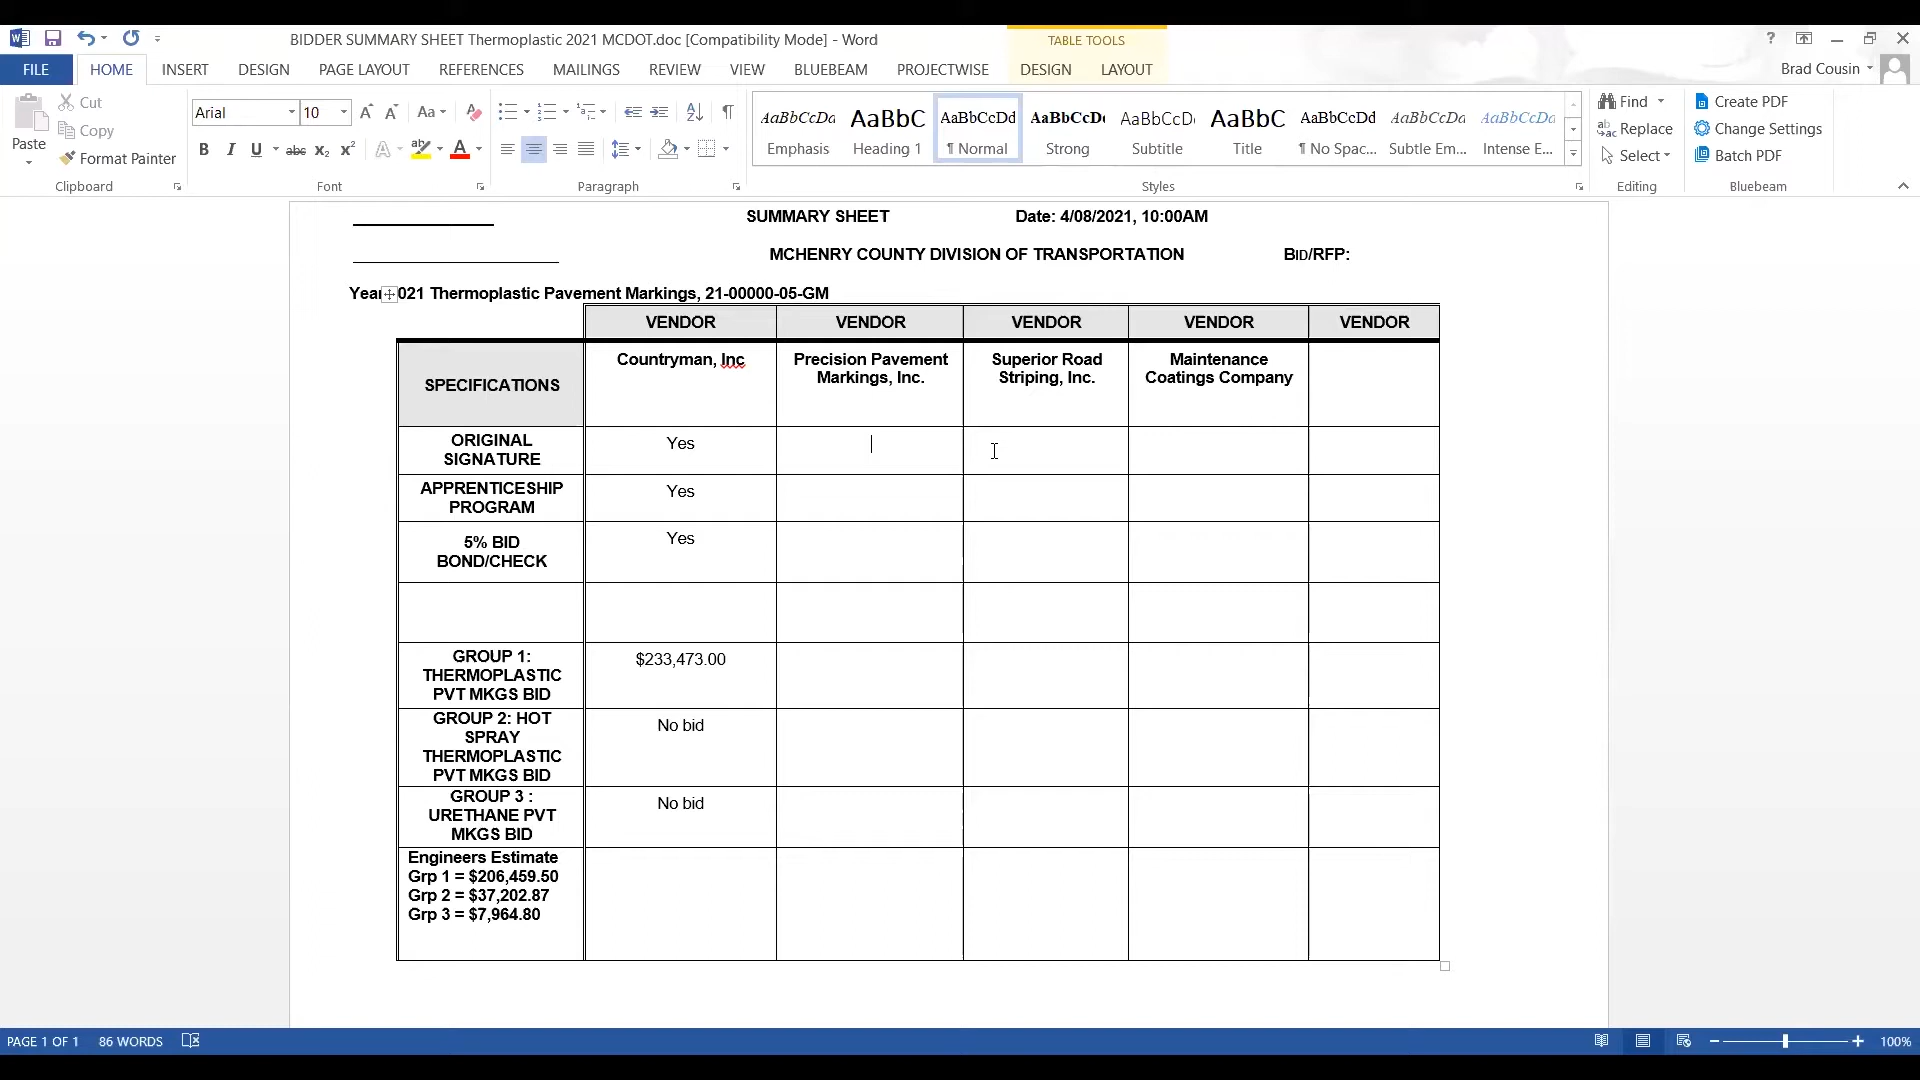 BIDDER SUMMARY SHEET Thermoplastic 2021 MCDOT.doc [Compatibility Mode] - Word
TABLE TOOLS
?
FILE HOME INSERT DESIGN PAGE LAYOUT REFERENCES MAILINGS REVIEW VIEW BLUEBEAM PROJECTWISE DESIGN LAYOUT
Brad Cousin
Paste
Cut
Copy
Format Painter
Clipboard
Arial 10
Font
Paragraph
AaBbCcDd AaBbC AaBbCcDd AaBbCcDd AaBbCcD AaBbC AaBbCcDd AaBbCcDd AaBbCcDd
Emphasis Heading 1 ¶ Normal Strong Subtitle Title ¶ No Spac... Subtle Em... Intense E...
Styles
Find
Replace
Select
Editing
Create PDF
Change Settings
Batch PDF
Bluebeam
SUMMARY SHEET Date: 4/08/2021, 10:00AM
MCHENRY COUNTY DIVISION OF TRANSPORTATION BID/RFP:
Year 021 Thermoplastic Pavement Markings, 21-00000-05-GM
VENDOR VENDOR VENDOR VENDOR VENDOR
SPECIFICATIONS
Countryman, Inc
Precision Pavement
Markings, Inc.
Superior Road
Striping, Inc.
Maintenance
Coatings Company
ORIGINAL
SIGNATURE
Yes
APPRENTICESHIP
PROGRAM
Yes
5% BID
BOND/CHECK
Yes
GROUP 1:
THERMOPLASTIC
PVT MKGS BID
$233,473.00
GROUP 2: HOT
SPRAY
THERMOPLASTIC
PVT MKGS BID
No bid
GROUP 3 :
URETHANE PVT
MKGS BID
No bid
Engineers Estimate
Grp 1 = $206,459.50
Grp 2 = $37,202.87
Grp 3 = $7,964.80
PAGE 1 OF 1 86 WORDS
100%